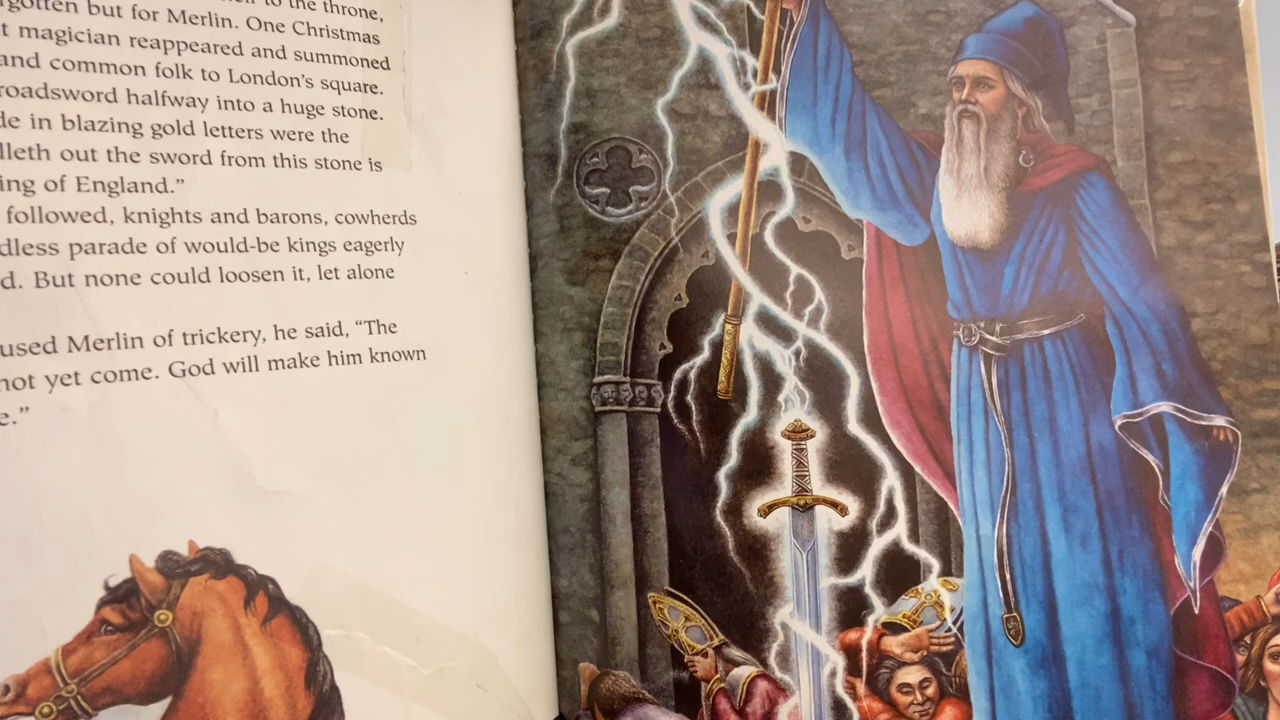 to the throne,
but for Merlin. One Christmas
magician reappeared and summoned
and common folk to London's square.
roadsword halfway into a huge stone.
in blazing gold letters were the
lleth out the sword from this stone is
ing of England."
followed, knights and barons, cowherds
dless parade of would-be kings eagerly
d. But none could loosen it, let alone
used Merlin of trickery, he said, "The
not yet come. God will make him known
e."